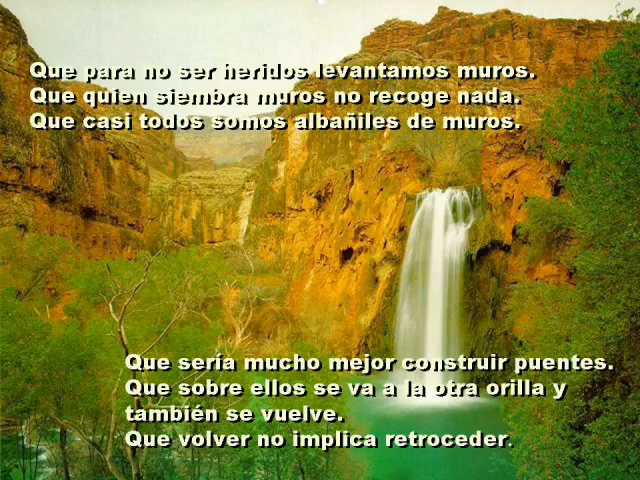 Que para no ser heridos levantamos muros.
Que quien siembra muros no recoge nada.
Que casi todos somos albañiles de muros.
Que sería mucho mejor construir puentes.
Que sobre ellos se va a la otra orilla y
también se vuelve.
Que volver no implica retroceder.